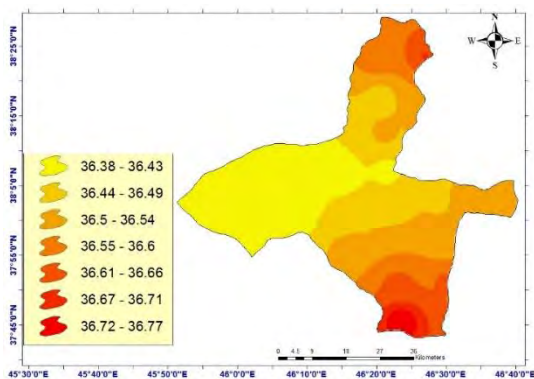 N
W E
S
38°25'0"N
38°15'0"N
38°5'0"N
37°55'0"N
37°45'0"N
36.38 - 36.43
36.44 - 36.49
36.5 - 36.54
36.55 - 36.6
36.61 - 36.66
36.67 - 36.71
36.72 - 36.77
0 4.5 9 18 27 36
Kilometers
45°30'0"E 45°40'0"E 45°50'0"E 46°0'0"E 46°10'0"E 46°20'0"E 46°30'0"E 46°40'0"E